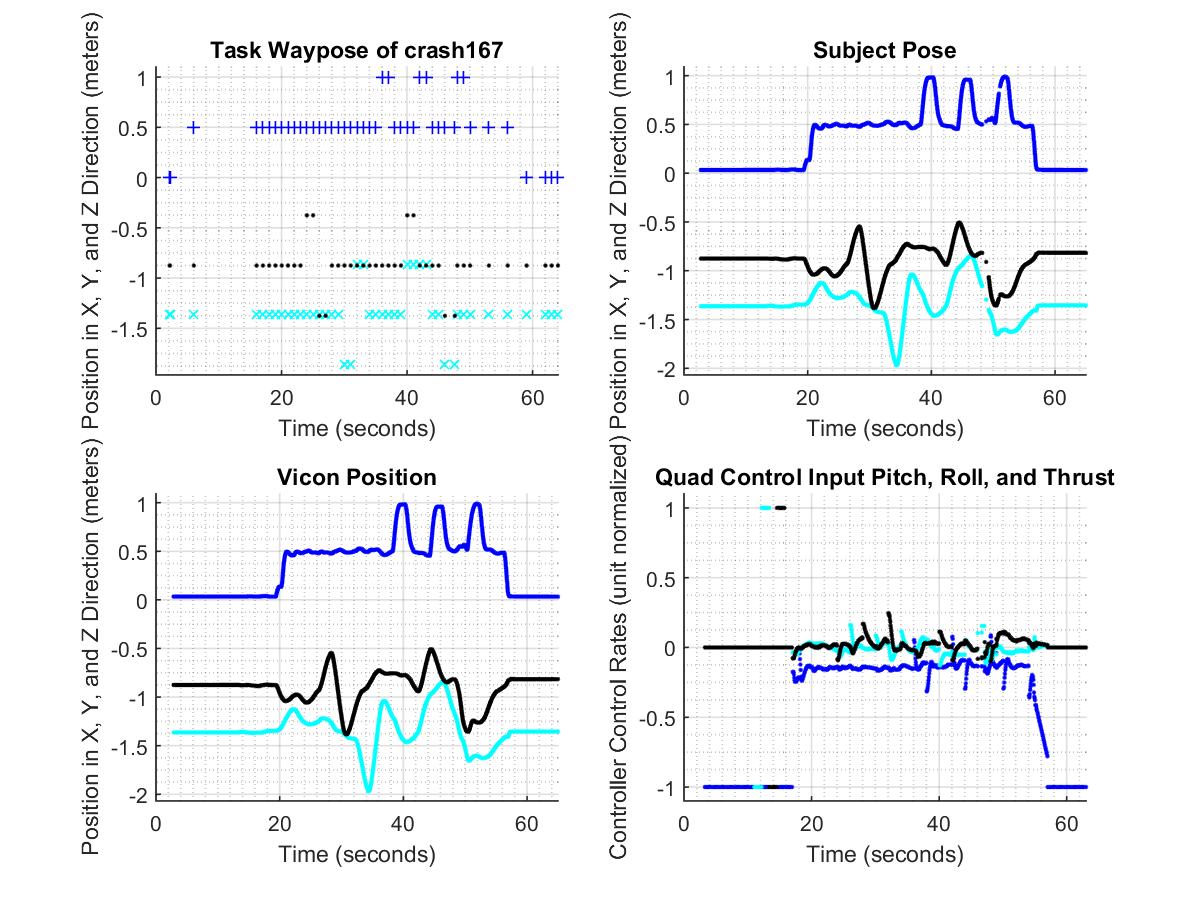 Task Waypose of crash167
Position in X, Y, and Z Direction (meters)
1
0.5
0
-0.5
-1
-1.5
0 20 40 60
Time (seconds)
Subject Pose
Position in X, Y, and Z Direction (meters)
1
0.5
0
-0.5
-1
-1.5
-2
0 20 40 60
Time (seconds)
Vicon Position
Position in X, Y, and Z Direction (meters)
1
0.5
0
-0.5
-1
-1.5
-2
0 20 40 60
Time (seconds)
Quad Control Input Pitch, Roll, and Thrust
Controller Control Rates (unit normalized)
1
0.5
0
-0.5
-1
0 20 40 60
Time (seconds)